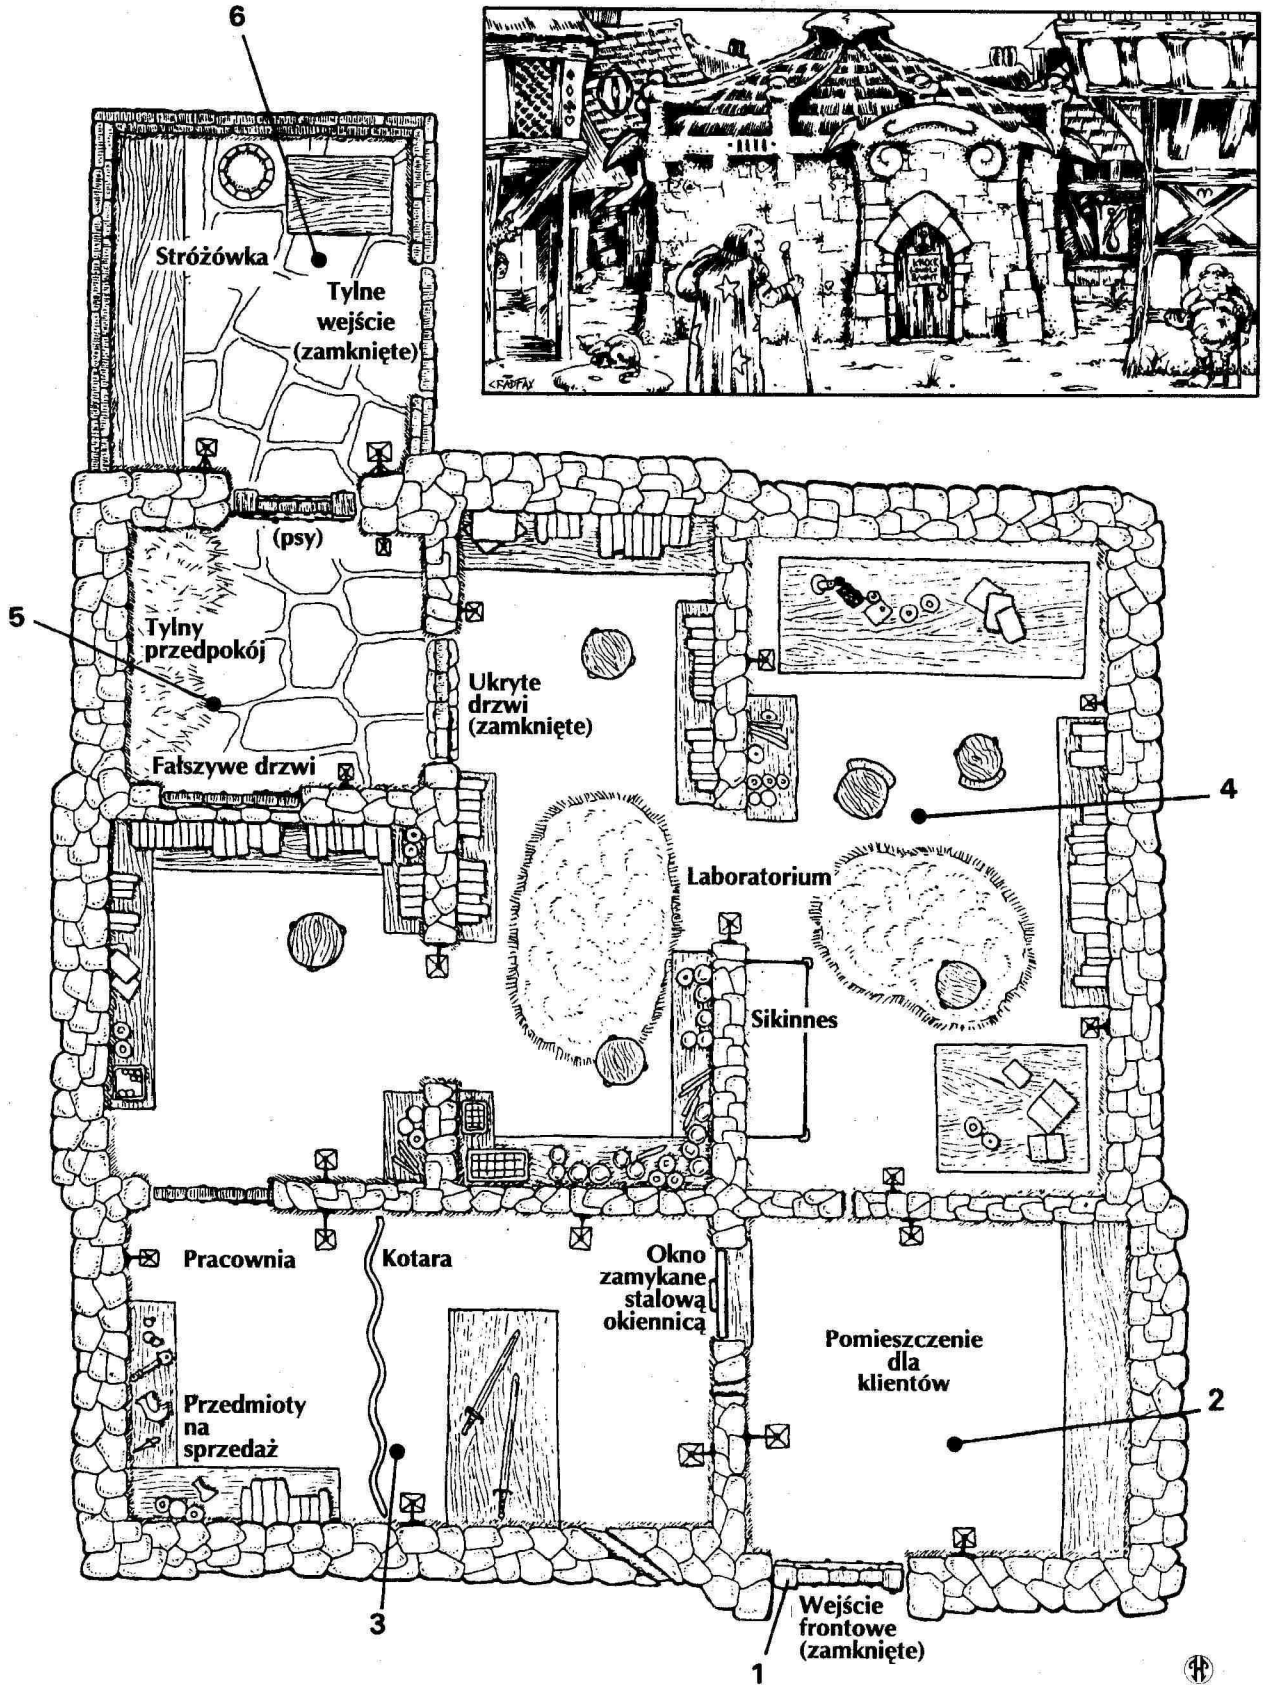 6
Stróżówka
Tylne
wejście
(zamknięte)
CRADFAX
(psy)
5
Tylny
przedpokój
Ukryte
drzwi
(zamknięte)
Fałszywe drzwi
4
Laboratorium
Sikinnes
Pracownia
Kotara
Okno
zamykane
stalową
okiennicą
Pomieszczenie
dla
klientów
Przedmioty
na
sprzedaż
2
3
1
Wejście
frontowe
(zamknięte)